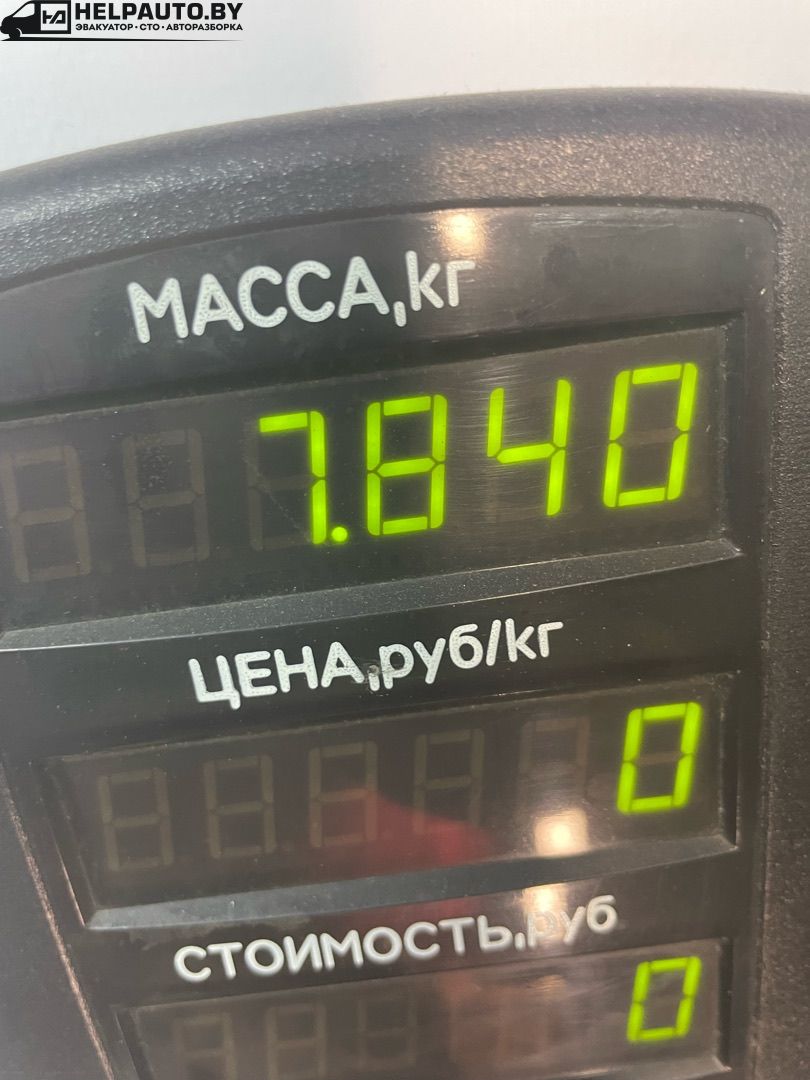 HELPAUTO.BY
ЭВАКУАТОР • СТО • АВТОРАЗБОРКА
МАССА,кг
7.840
ЦЕНА,руб/кг
0
СТОИМОСТЬ,руб
0